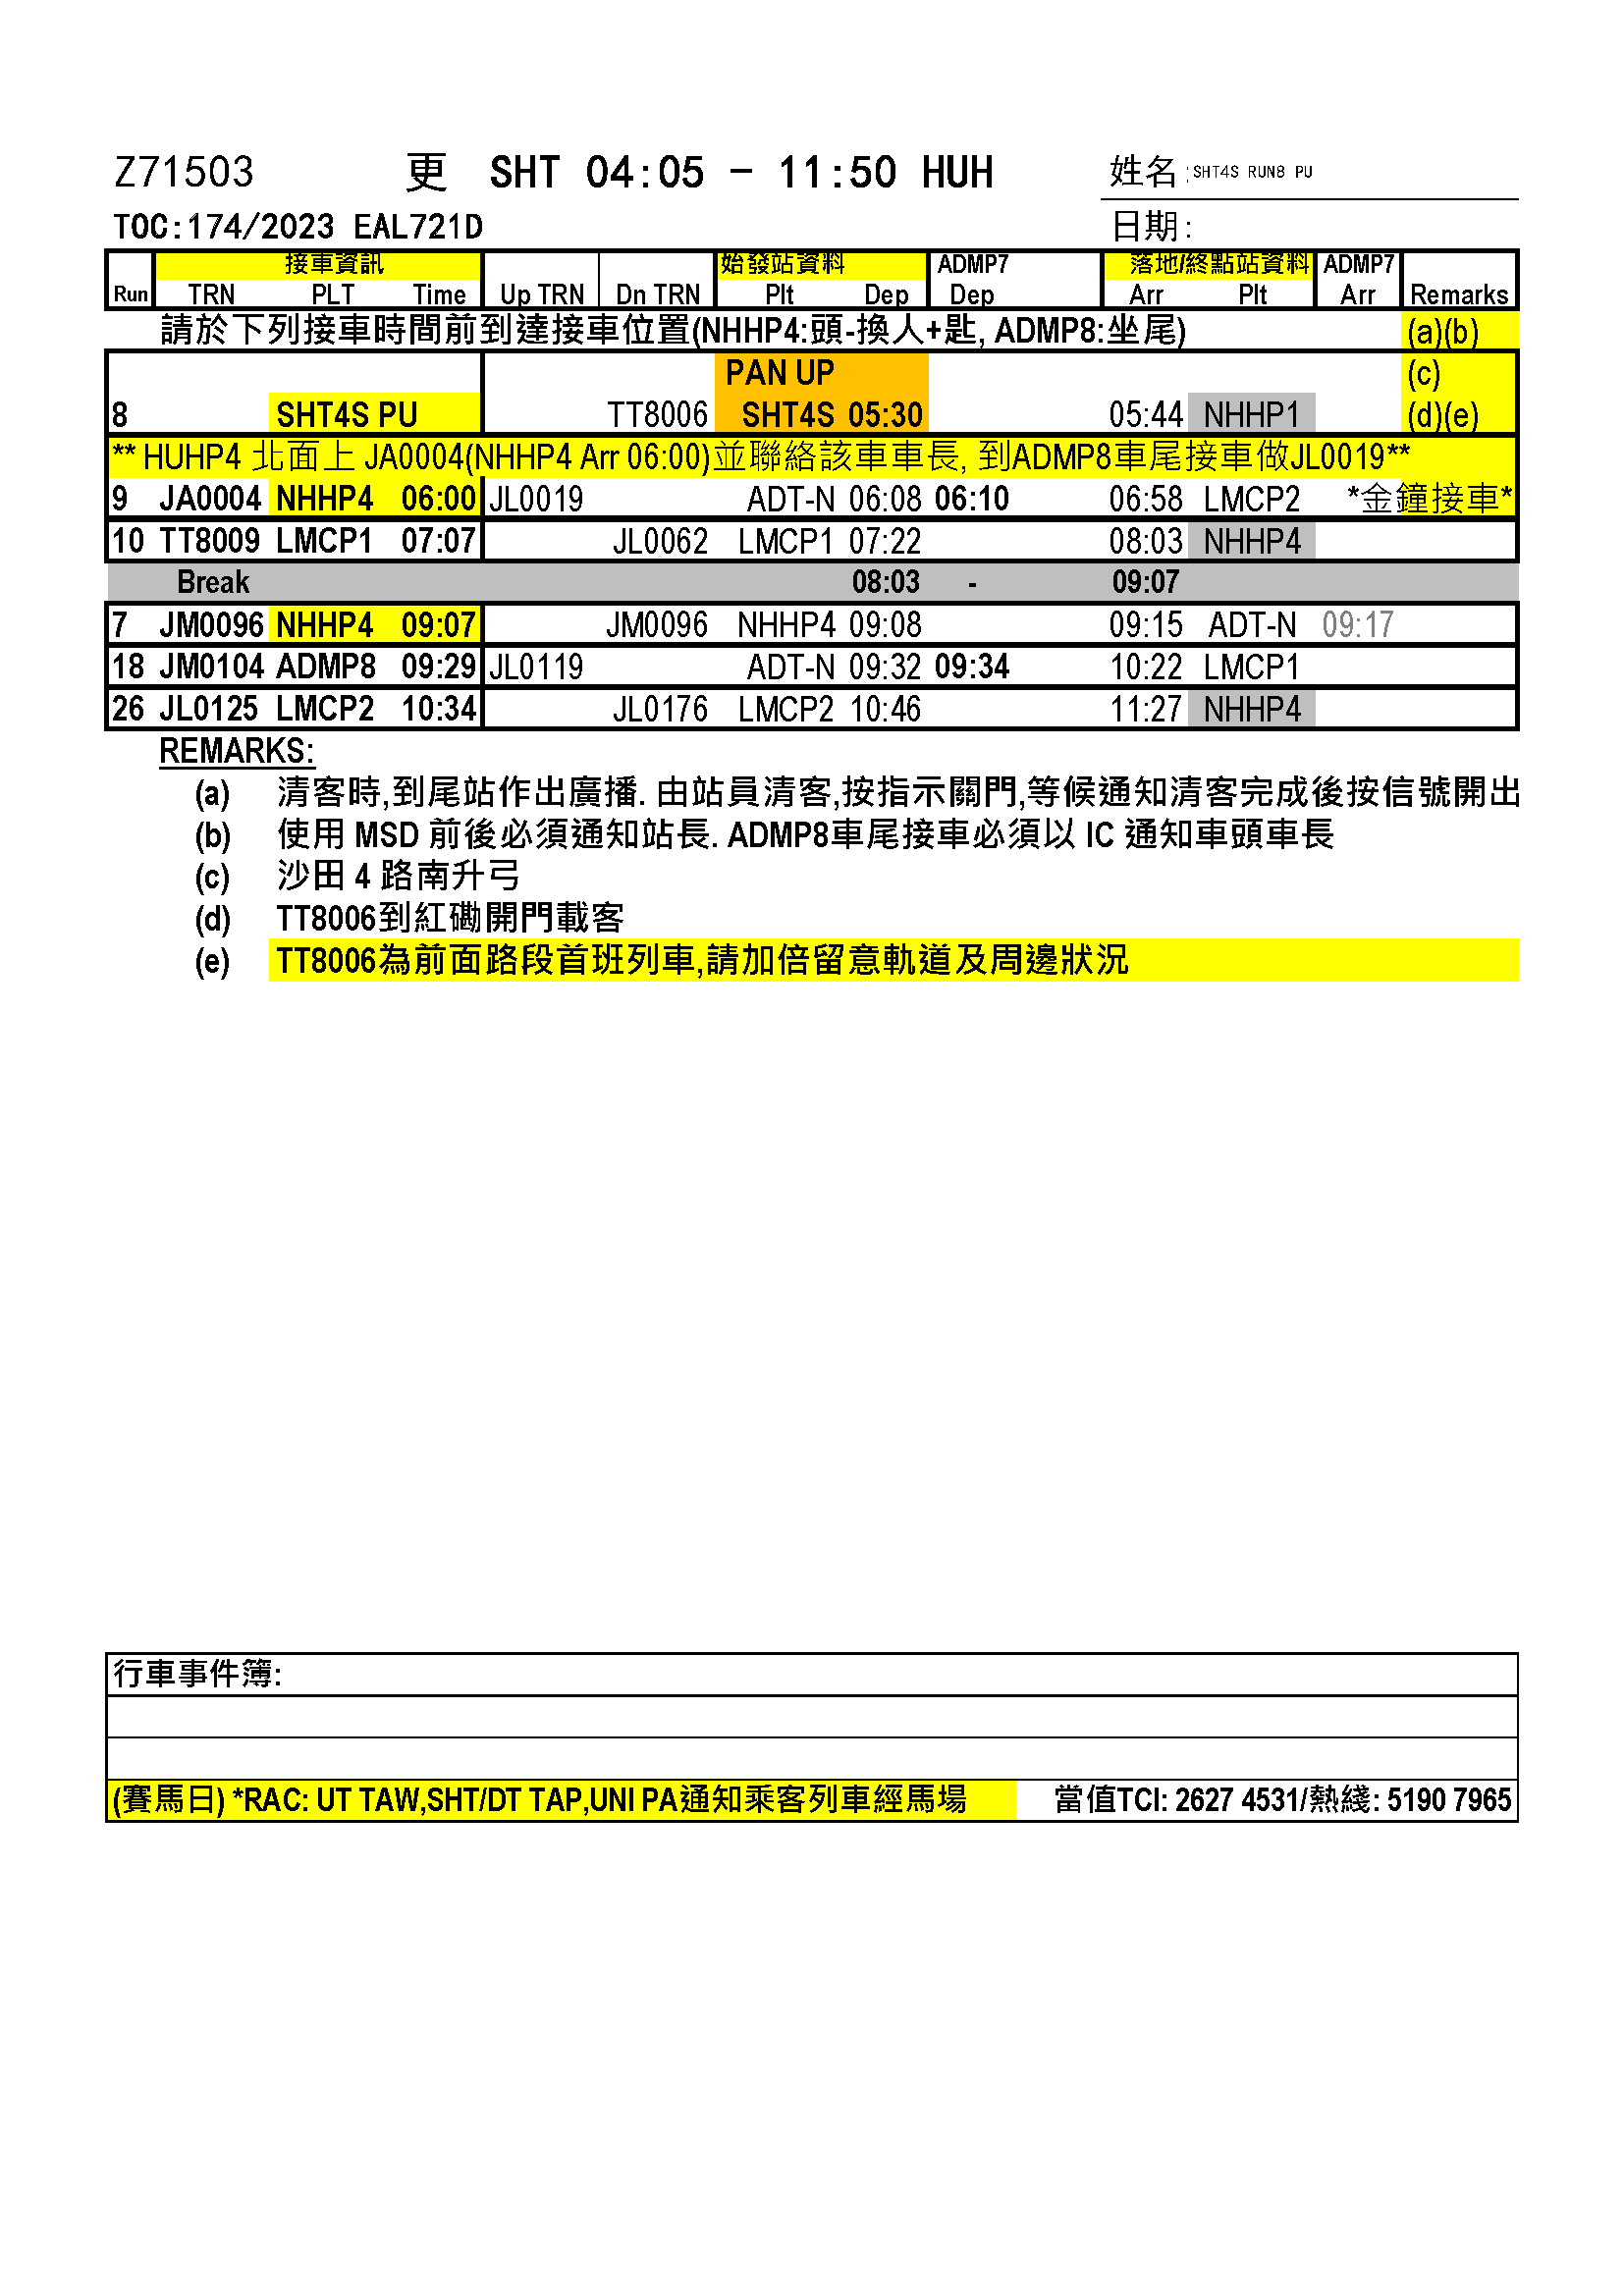 Z71503 更 SHT 04:05 - 11:50 HUH 姓名:SHT4S RUN8 PU
TOC:174/2023 EAL721D 日期:
接車資訊 始發站資料 ADMP7 落地/終點站資料 ADMP7
Run TRN PLT Time Up TRN Dn TRN Plt Dep Dep Arr Plt Arr Remarks
請於下列接車時間前到達接車位置(NHHP4:頭-換人+匙, ADMP8:坐尾) (a)(b)
PAN UP (c)
8 SHT4S PU TT8006 SHT4S 05:30 05:44 NHHP1 (d)(e)
** HUHP4 北面上 JA0004(NHHP4 Arr 06:00)並聯絡該車車長, 到ADMP8車尾接車做JL0019**
9 JA0004 NHHP4 06:00 JL0019 ADT-N 06:08 06:10 06:58 LMCP2 *金鐘接車*
10 TT8009 LMCP1 07:07 JL0062 LMCP1 07:22 08:03 NHHP4
Break 08:03 - 09:07
7 JM0096 NHHP4 09:07 JM0096 NHHP4 09:08 09:15 ADT-N 09:17
18 JM0104 ADMP8 09:29 JL0119 ADT-N 09:32 09:34 10:22 LMCP1
26 JL0125 LMCP2 10:34 JL0176 LMCP2 10:46 11:27 NHHP4
REMARKS:
(a) 清客時,到尾站作出廣播. 由站員清客,按指示關門,等候通知清客完成後按信號開出
(b) 使用 MSD 前後必須通知站長. ADMP8車尾接車必須以 IC 通知車頭車長
(c) 沙田 4 路南升弓
(d) TT8006到紅磡開門載客
(e) TT8006為前面路段首班列車,請加倍留意軌道及周邊狀況
行車事件簿:
(賽馬日) *RAC: UT TAW,SHT/DT TAP,UNI PA通知乘客列車經馬場 當值TCI: 2627 4531/熱綫: 5190 7965